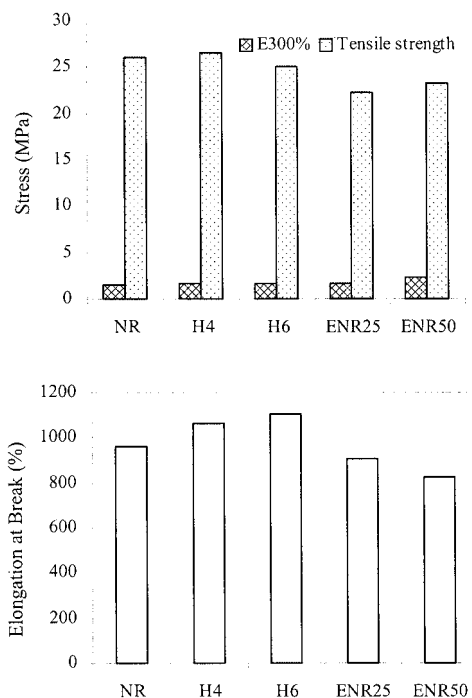 30
E300% Tensile strength
25
20
15
10
5
0
Stress (MPa)
NR H4 H6 ENR25 ENR50
1200
1000
800
600
400
200
0
Elongation at Break (%)
NR H4 H6 ENR25 ENR50